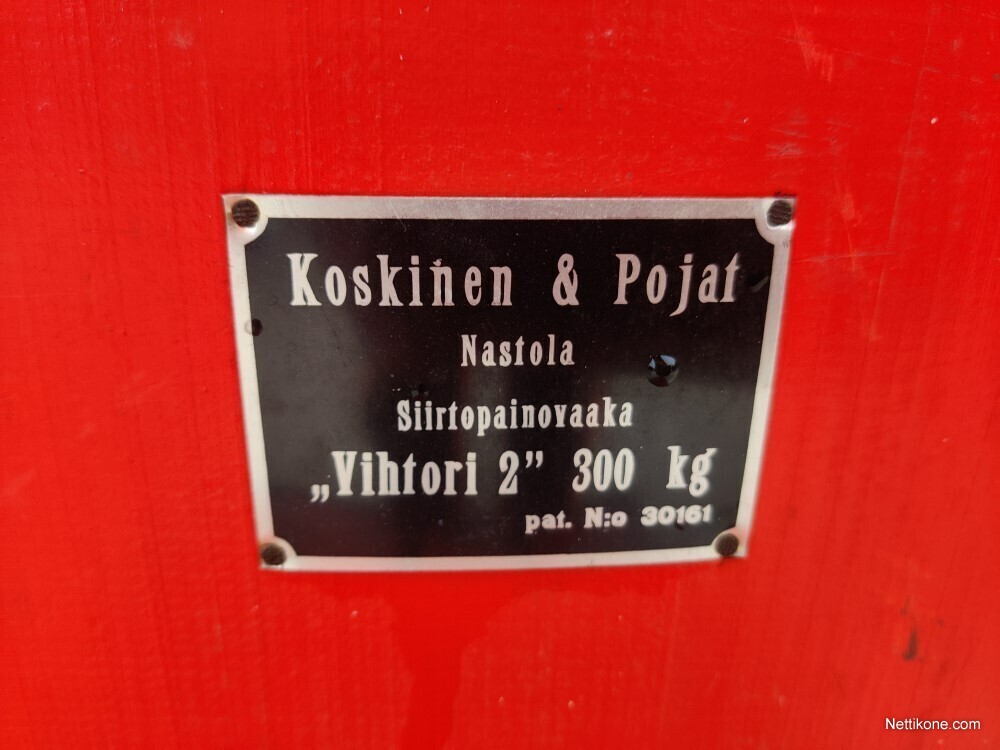 Koskinen & Pojat
Nastola
Siirtopainovaaka
„Vihtori 2” 300 kg
pat. N:o 30161
Nettikone.com